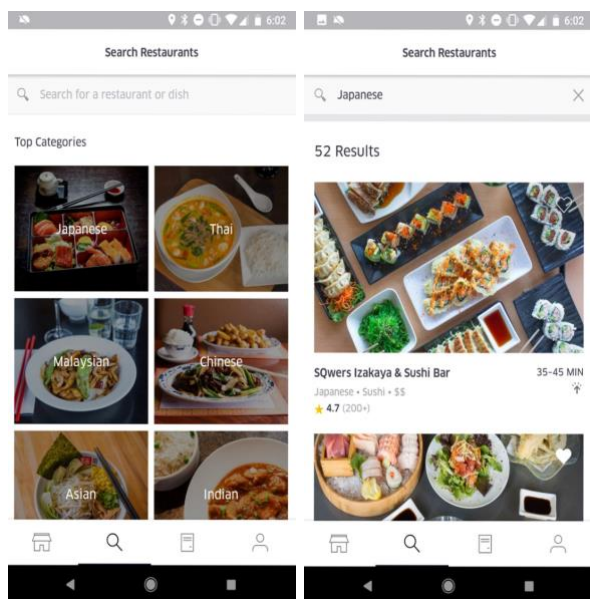 6:02
Search Restaurants
Search for a restaurant or dish
Top Categories
Japanese
Thai
Malaysian
Chinese
Asian
Indian
6:02
Search Restaurants
Japanese
52 Results
SQwers Izakaya & Sushi Bar
35–45 MIN
Japanese • Sushi • $$
4.7 (200+)